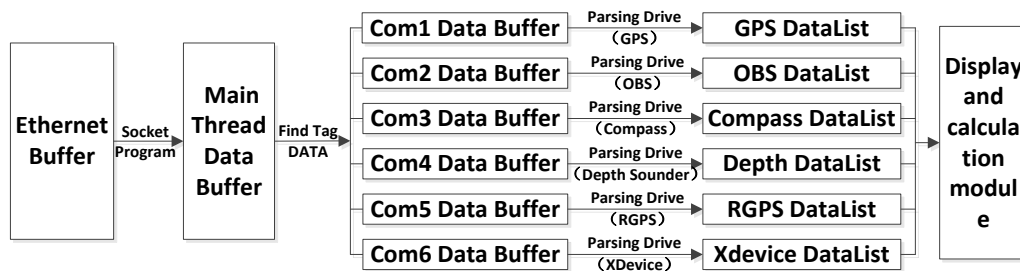 Ethernet
Buffer
Socket
Program
Main
Thread
Data
Buffer
Find Tag
DATA
Com1 Data Buffer
Parsing Drive
（GPS）
GPS DataList
Com2 Data Buffer
Parsing Drive
（OBS）
OBS DataList
Com3 Data Buffer
Parsing Drive
（Compass）
Compass DataList
Com4 Data Buffer
Parsing Drive
（Depth Sounder）
Depth DataList
Com5 Data Buffer
Parsing Drive
（RGPS）
RGPS DataList
Com6 Data Buffer
Parsing Drive
（XDevice）
Xdevice DataList
Display
and
calcula
tion
modul
e